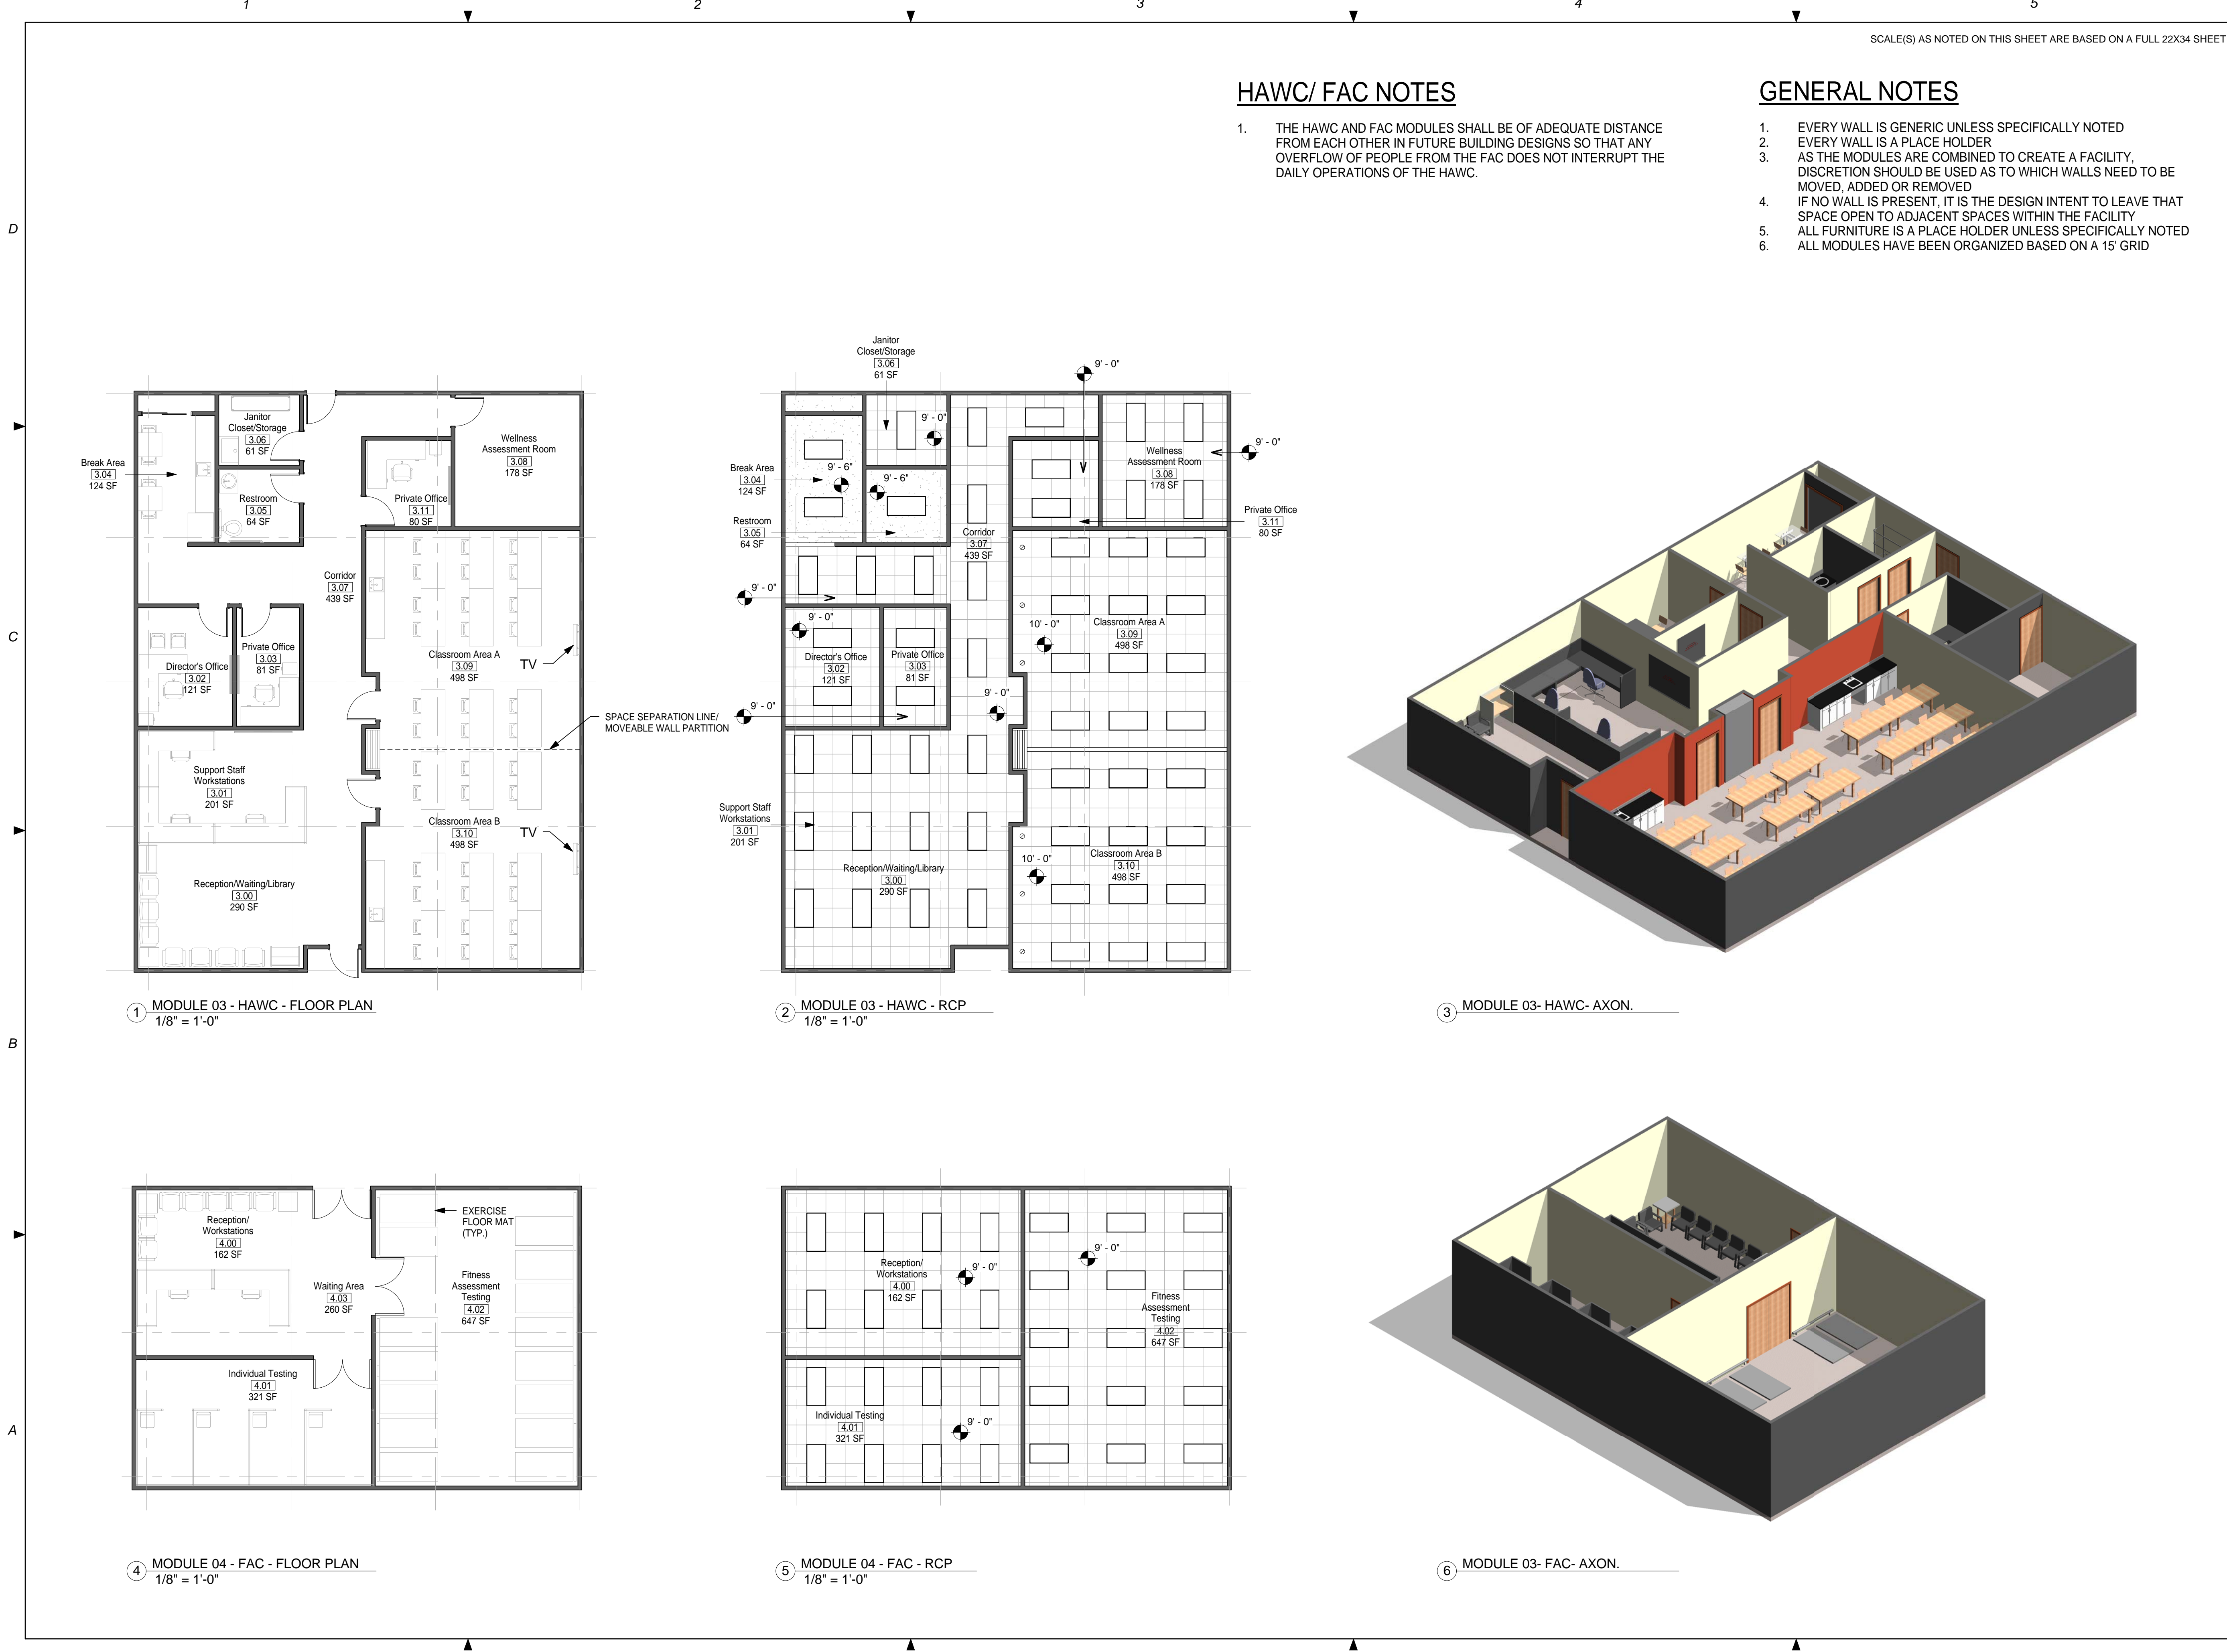 1
2
3
4
5
SCALE(S) AS NOTED ON THIS SHEET ARE BASED ON A FULL 22X34 SHEET
HAWC/ FAC NOTES
1. THE HAWC AND FAC MODULES SHALL BE OF ADEQUATE DISTANCE
FROM EACH OTHER IN FUTURE BUILDING DESIGNS SO THAT ANY
OVERFLOW OF PEOPLE FROM THE FAC DOES NOT INTERRUPT THE
DAILY OPERATIONS OF THE HAWC.
GENERAL NOTES
1. EVERY WALL IS GENERIC UNLESS SPECIFICALLY NOTED
2. EVERY WALL IS A PLACE HOLDER
3. AS THE MODULES ARE COMBINED TO CREATE A FACILITY,
DISCRETION SHOULD BE USED AS TO WHICH WALLS NEED TO BE
MOVED, ADDED OR REMOVED
4. IF NO WALL IS PRESENT, IT IS THE DESIGN INTENT TO LEAVE THAT
SPACE OPEN TO ADJACENT SPACES WITHIN THE FACILITY
5. ALL FURNITURE IS A PLACE HOLDER UNLESS SPECIFICALLY NOTED
6. ALL MODULES HAVE BEEN ORGANIZED BASED ON A 15' GRID
D
C
B
A
Janitor
Closet/Storage
3.06
61 SF
Break Area
3.04
124 SF
Restroom
3.05
64 SF
Wellness
Assessment Room
3.08
178 SF
Private Office
3.11
80 SF
Corridor
3.07
439 SF
Director's Office
3.02
121 SF
Private Office
3.03
81 SF
Classroom Area A
3.09
498 SF
TV
SPACE SEPARATION LINE/
MOVEABLE WALL PARTITION
Support Staff
Workstations
3.01
201 SF
Classroom Area B
3.10
498 SF
TV
Reception/Waiting/Library
3.00
290 SF
1 MODULE 03 - HAWC - FLOOR PLAN
1/8" = 1'-0"
Janitor
Closet/Storage
3.06
61 SF
9' - 0"
9' - 0"
9' - 0"
Wellness
Assessment Room
3.08
178 SF
Break Area
3.04
124 SF
9' - 6"
9' - 6"
Restroom
3.05
64 SF
Private Office
3.11
80 SF
Corridor
3.07
439 SF
9' - 0"
9' - 0"
10' - 0"
Classroom Area A
3.09
498 SF
Director's Office
3.02
121 SF
Private Office
3.03
81 SF
9' - 0"
9' - 0"
Support Staff
Workstations
3.01
201 SF
10' - 0"
Classroom Area B
3.10
498 SF
Reception/Waiting/Library
3.00
290 SF
2 MODULE 03 - HAWC - RCP
1/8" = 1'-0"
3 MODULE 03- HAWC- AXON.
Reception/
Workstations
4.00
162 SF
EXERCISE
FLOOR MAT
(TYP.)
Waiting Area
4.03
260 SF
Fitness
Assessment
Testing
4.02
647 SF
Individual Testing
4.01
321 SF
4 MODULE 04 - FAC - FLOOR PLAN
1/8" = 1'-0"
Reception/
Workstations
4.00
162 SF
9' - 0"
9' - 0"
Fitness
Assessment
Testing
4.02
647 SF
Individual Testing
4.01
321 SF
9' - 0"
5 MODULE 04 - FAC - RCP
1/8" = 1'-0"
6 MODULE 03- FAC- AXON.